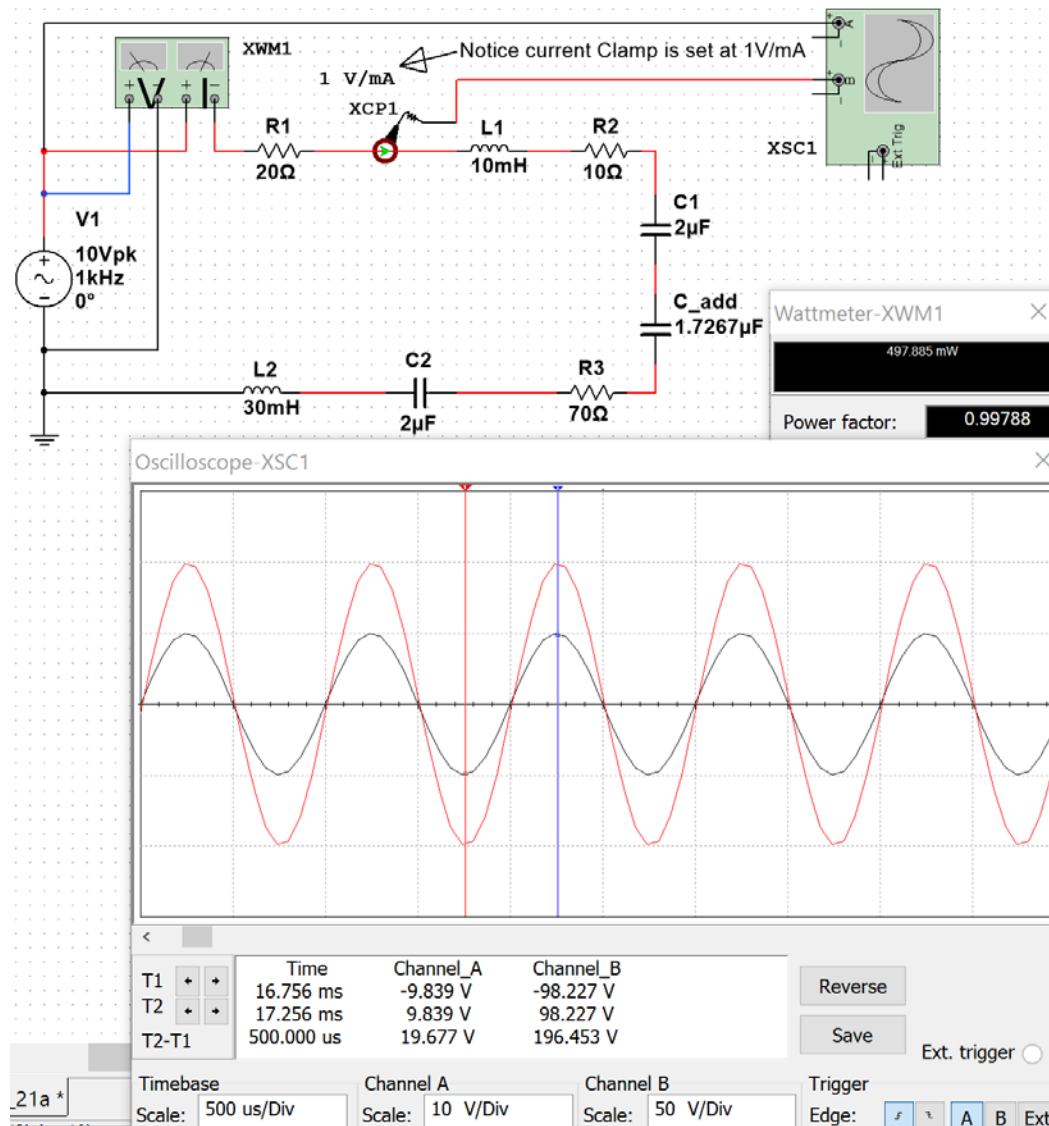 XWM1
Notice current Clamp is set at 1V/mA
1 V/mA
XCP1
V I
R1
20Ω
L1
10mH
R2
10Ω
XSC1
A
B
Ext Trig
C1
2µF
V1
10Vpk
1kHz
0°
C_add
1.7267µF
L2
30mH
C2
2µF
R3
70Ω
Wattmeter-XWM1
497.885 mW
Power factor: 0.99788
Oscilloscope-XSC1
Time Channel_A Channel_B
T1 16.756 ms -9.839 V -98.227 V
T2 17.256 ms 9.839 V 98.227 V
T2-T1 500.000 us 19.677 V 196.453 V
Reverse
Save
Ext. trigger
_21a *
Timebase Channel A Channel B Trigger
Scale: 500 us/Div Scale: 10 V/Div Scale: 50 V/Div Edge: A B Ext